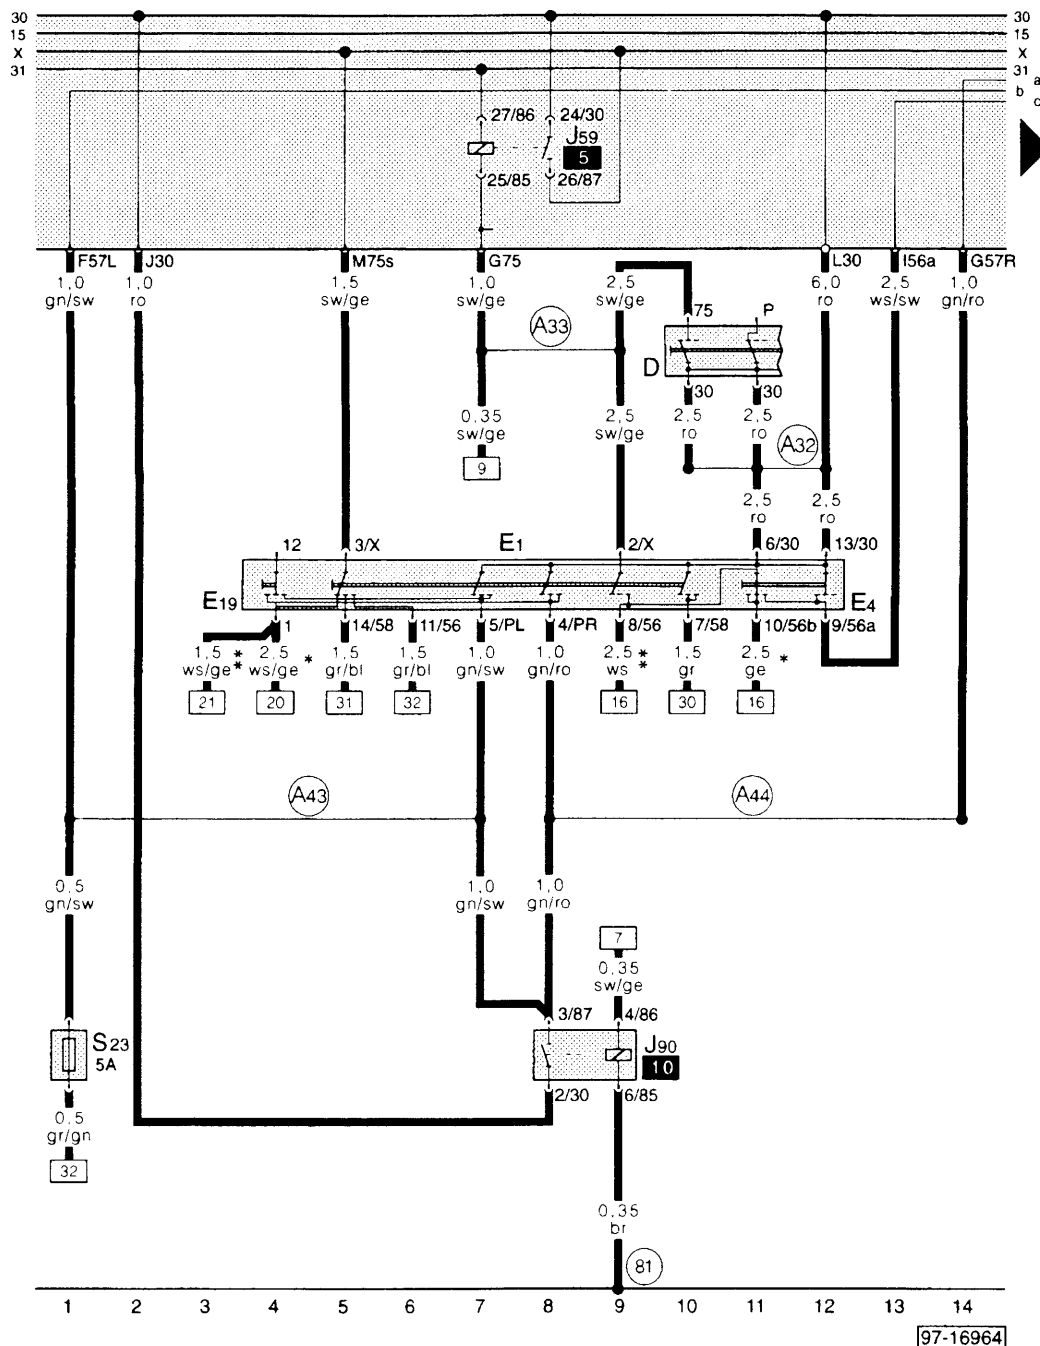 30 30
15 15
X X
31 31
a
b
c
27/86 24/30
J59
5
25/85 26/87
F57L J30 M75s G75 L30 I56a G57R
1,0 1,0 1,5 1,0 2,5 6,0 2,5 1,0
gn/sw ro sw/ge sw/ge sw/ge ro ws/sw gn/ro
75 P
A33
D
30 30
0,35 2,5 2,5 2,5
sw/ge sw/ge ro ro
A32
9
2,5 2,5
ro ro
12 3/X E1 2/X 6/30 13/30
E19 E4
1 14/58 11/56 5/PL 4/PR 8/56 7/58 10/56b 9/56a
1,5 * 2,5 * 1,5 1,5 1,0 1,0 2,5 * 1,5 2,5 *
ws/ge * ws/ge gr/bl gr/bl gn/sw gn/ro ws * gr ge
21 20 31 32 16 30 16
A43 A44
0,5 1,0 1,0
gn/sw gn/sw gn/ro
7
0,35
sw/ge
3/87 4/86
S23 J90
5A 10
2/30 6/85
0,5
gr/gn
32
0,35
br
81
1 2 3 4 5 6 7 8 9 10 11 12 13 14
97-16964